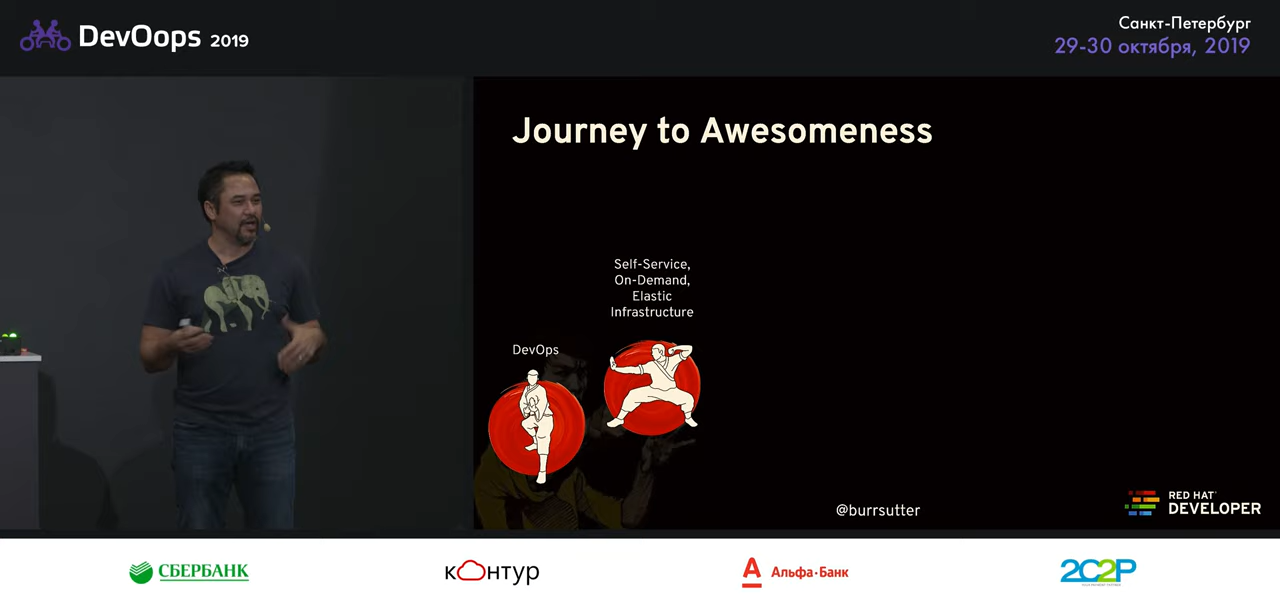 DevOops 2019
Санкт-Петербург
29-30 октября, 2019
Journey to Awesomeness
Self-Service,
On-Demand,
Elastic
Infrastructure
DevOps
@burrsutter
RED HAT
DEVELOPER
СБЕРБАНК
кОнтур
Альфа·Банк
2C2P